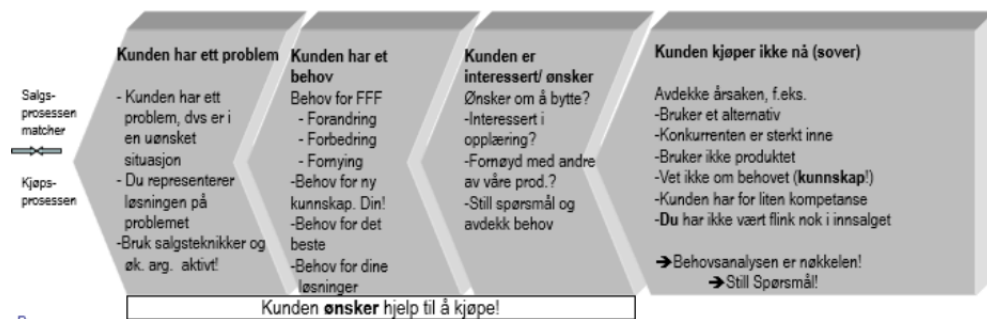 Salgs-
prosessen
matcher
Kjøps-
prosessen
Kunden har ett problem
- Kunden har ett
problem, dvs er i
en uønsket
situasjon
- Du representerer
løsningen på
problemet
-Bruk salgsteknikker og
øk. arg. aktivt!
Kunden har et
behov
Behov for FFF
- Forandring
- Forbedring
- Fornying
-Behov for ny
kunnskap. Din!
-Behov for det
beste
-Behov for dine
løsninger
Kunden er
interessert/ ønsker
Ønsker om å bytte?
-Interessert i
opplæring?
-Fornøyd med andre
av våre prod.?
-Still spørsmål og
avdekk behov
Kunden kjøper ikke nå (sover)
Avdekke årsaken, f.eks.
-Bruker et alternativ
-Konkurrenten er sterkt inne
-Bruker ikke produktet
-Vet ikke om behovet (kunnskap!)
-Kunden har for liten kompetanse
-Du har ikke vært flink nok i innsalget
➔Behovsanalysen er nøkkelen!
➔Still Spørsmål!
Kunden ønsker hjelp til å kjøpe!